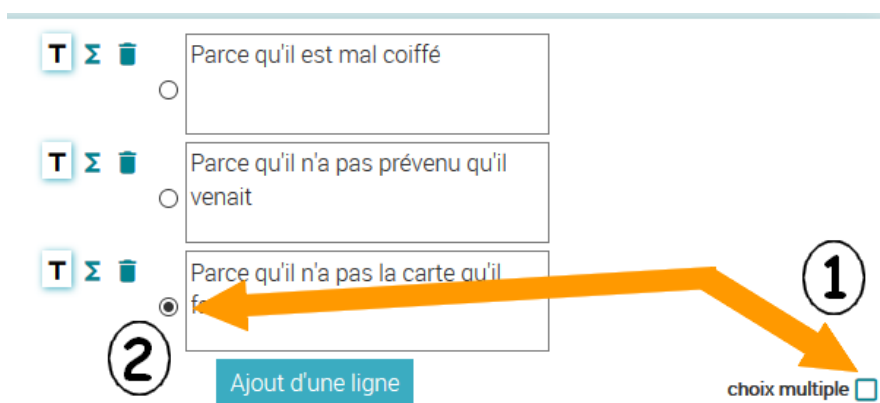 T Σ
Parce qu'il est mal coiffé
T Σ
Parce qu'il n'a pas prévenu qu'il
venait
T Σ
Parce qu'il n'a pas la carte qu'il
1
2
Ajout d'une ligne
choix multiple